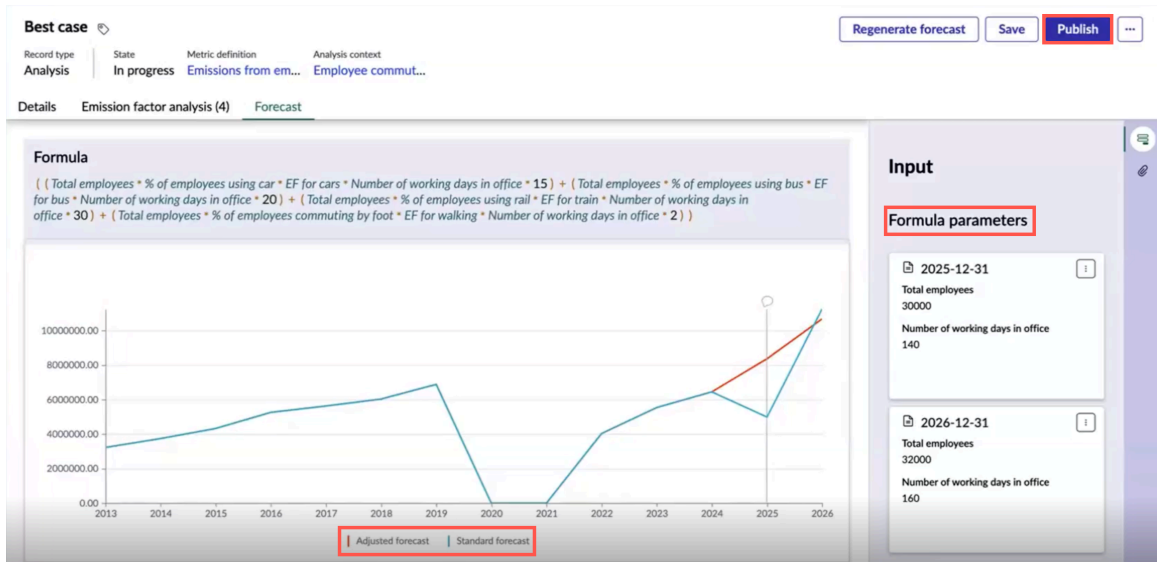 Best case
Regenerate forecast
Save
Publish
Record type
State
Metric definition
Analysis context
Analysis
In progress
Emissions from em...
Employee commut...
Details
Emission factor analysis (4)
Forecast
Formula
( ( Total employees * % of employees using car * EF for cars * Number of working days in office * 15 ) + ( Total employees * % of employees using bus * EF
for bus * Number of working days in office * 20 ) + ( Total employees * % of employees using rail * EF for train * Number of working days in
office * 30 ) + ( Total employees * % of employees commuting by foot * EF for walking * Number of working days in office * 2 ) )
10000000.00
8000000.00
6000000.00
4000000.00
2000000.00
0.00
2013 2014 2015 2016 2017 2018 2019 2020 2021 2022 2023 2024 2025 2026
Adjusted forecast
Standard forecast
Input
Formula parameters
2025-12-31
Total employees
30000
Number of working days in office
140
2026-12-31
Total employees
32000
Number of working days in office
160